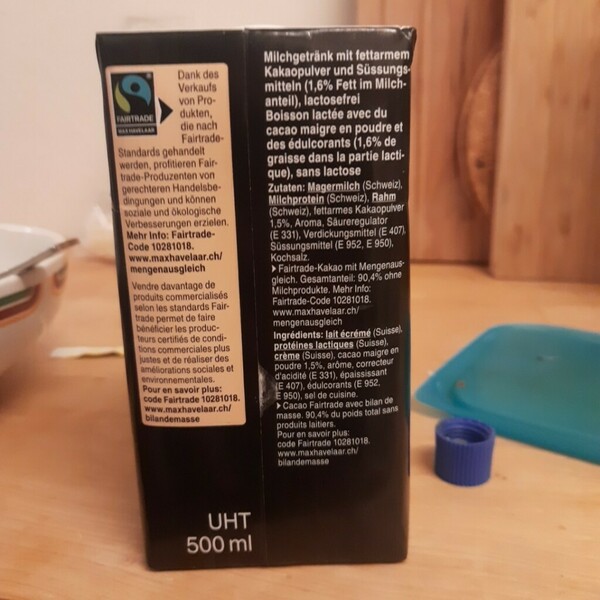 FAIRTRADE
MAX HAVELAAR
Dank des
Verkaufs
von Pro-
dukten,
die nach
Fairtrade-
Standards gehandelt
werden, profitieren Fair-
trade-Produzenten von
gerechteren Handelsbe-
dingungen und können
soziale und ökologische
Verbesserungen erzielen.
Mehr Info: Fairtrade-
Code 10281018.
www.maxhavelaar.ch/
mengenausgleich
Vendre davantage de
produits commercialisés
selon les standards Fair-
trade permet de faire
bénéficier les produc-
teurs certifiés de condi-
tions commerciales plus
justes et de réaliser des
améliorations sociales et
environnementales.
Pour en savoir plus:
code Fairtrade 10281018.
www.maxhavelaar.ch/
bilandemasse
Milchgetränk mit fettarmem
Kakaopulver und Süssungs-
mitteln (1,6% Fett im Milch-
anteil), lactosefrei
Boisson lactée avec du
cacao maigre en poudre et
des édulcorants (1,6% de
graisse dans la partie lacti-
que), sans lactose
Zutaten: Magermilch (Schweiz),
Milchprotein (Schweiz), Rahm
(Schweiz), fettarmes Kakaopulver
1,5%, Aroma, Säureregulator
(E 331), Verdickungsmittel (E 407),
Süssungsmittel (E 952, E 950),
Kochsalz.
Fairtrade-Kakao mit Mengenaus-
gleich. Gesamtanteil: 90,4% ohne
Milchprodukte. Mehr Info:
Fairtrade-Code 10281018.
www.maxhavelaar.ch/
mengenausgleich
Ingrédients: lait écrémé (Suisse),
protéines lactiques (Suisse),
crème (Suisse), cacao maigre en
poudre 1,5%, arôme, correcteur
d'acidité (E 331), épaississant
(E 407), édulcorants (E 952,
E 950), sel de cuisine.
Cacao Fairtrade avec bilan de
masse. 90,4% du poids total sans
produits laitiers.
Pour en savoir plus:
code Fairtrade 10281018.
www.maxhavelaar.ch/
bilandemasse
UHT
500 ml